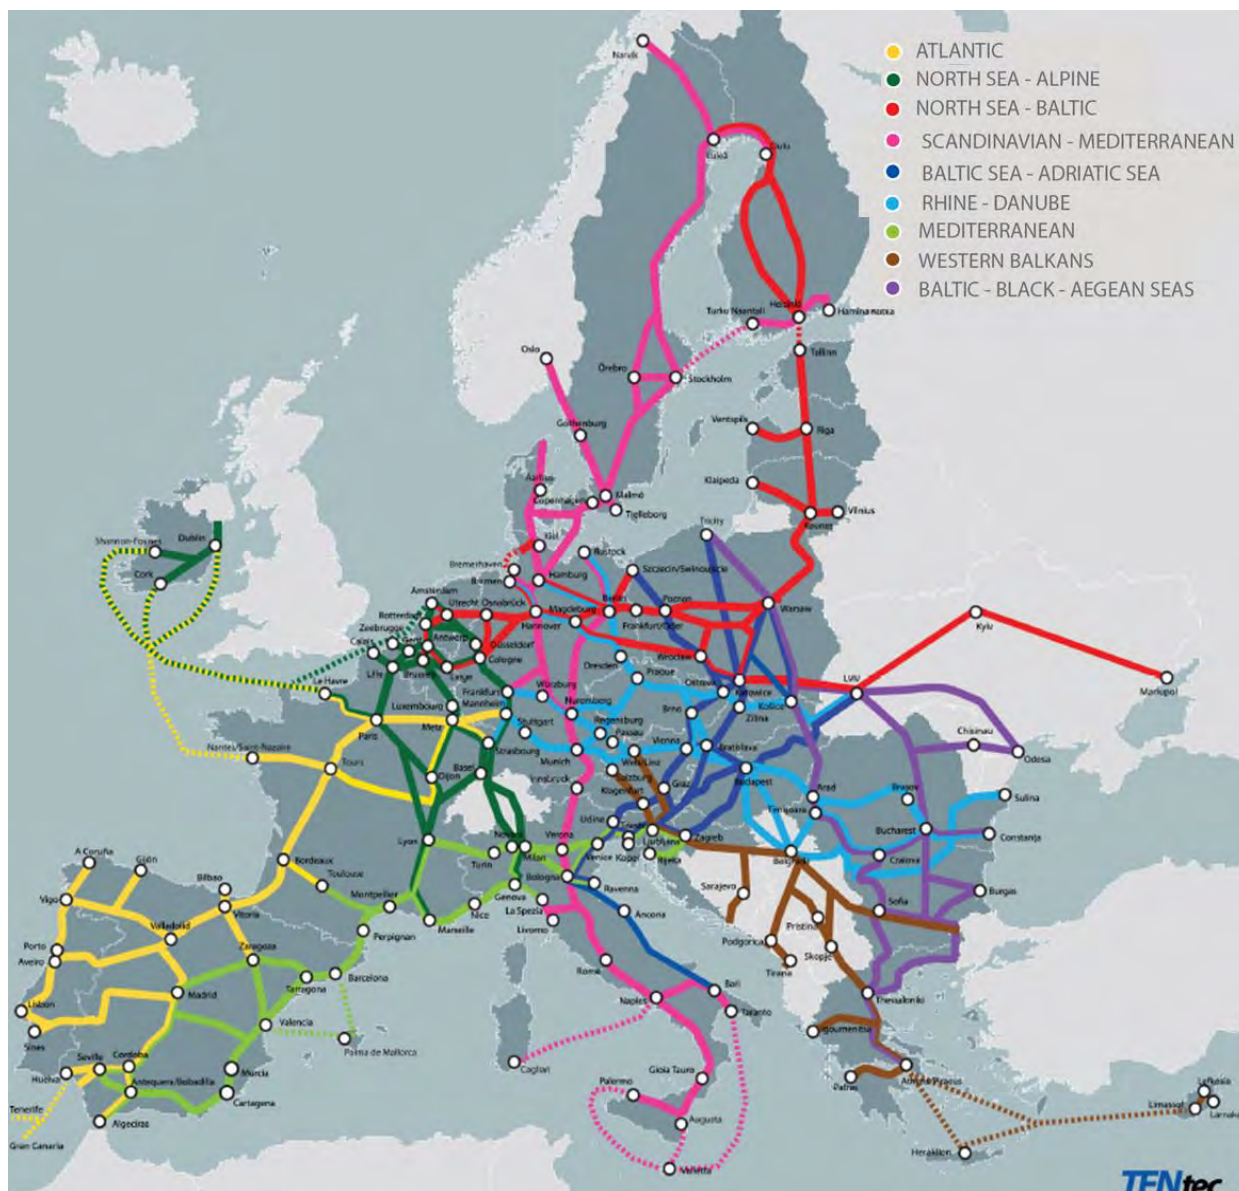 ATLANTIC
NORTH SEA - ALPINE
NORTH SEA - BALTIC
SCANDINAVIAN - MEDITERRANEAN
BALTIC SEA - ADRIATIC SEA
RHINE - DANUBE
MEDITERRANEAN
WESTERN BALKANS
BALTIC - BLACK - AEGEAN SEAS
Narvik
Luleå
Oulu
Helsinki
Turku Naantali
Hamina Kotka
Tallinn
Oslo
Örebro
Stockholm
Gothenburg
Ventspils
Riga
Klaipeda
Vilnius
Kaunas
Aarhus
Copenhagen
Malmö
Trelleborg
Tricity
Shannon-Foynes
Dublin
Cork
Kiel
Rostock
Bremerhaven
Bremen
Hamburg
Szczecin/Swinoujscie
Amsterdam
Utrecht
Osnabrück
Rotterdam
Zeebrugge
Calais
Gent
Antwerp
Düsseldorf
Cologne
Hannover
Magdeburg
Berlin
Frankfurt/Oder
Poznan
Warsaw
Kyiv
Mariupol
Lille
Brussels
Liège
Wroclaw
Dresden
Prague
Ostrava
Katowice
Lviv
Le Havre
Luxembourg
Frankfurt
Mannheim
Würzburg
Nuremberg
Regensburg
Passau
Brno
Zilina
Košice
Paris
Metz
Stuttgart
Strasbourg
Munich
Wels/Linz
Vienna
Bratislava
Chisinau
Odesa
Nantes/Saint-Nazaire
Tours
Dijon
Basel
Innsbruck
Salzburg
Klagenfurt
Graz
Budapest
Arad
Brasov
Sulina
Timişoara
Udine
Trieste
Ljubljana
Zagreb
Bucharest
Constanta
Lyon
Novara
Milan
Turin
Verona
Venice
Koper
Rijeka
Belgrade
Craiova
A Coruña
Gijón
Bordeaux
Toulouse
Bilbao
Vigo
Vitoria
Montpellier
Genova
Bologna
Ravenna
Sarajevo
Burgas
Nice
La Spezia
Marseille
Livorno
Ancona
Pristina
Sofia
Valladolid
Perpignan
Porto
Aveiro
Zaragoza
Podgorica
Skopje
Tirana
Barcelona
Tarragona
Rome
Madrid
Bari
Thessaloniki
Lisbon
Naples
Taranto
Valencia
Igoumenitsa
Sines
Palma de Mallorca
Cagliari
Seville
Cordoba
Murcia
Huelva
Antequera/Bobadilla
Gioia Tauro
Palermo
Patras
Athens/Piraeus
Lefkosia
Limassol
Larnaka
Tenerife
Cartagena
Algeciras
Augusta
Gran Canaria
Valletta
Heraklion
TENtec